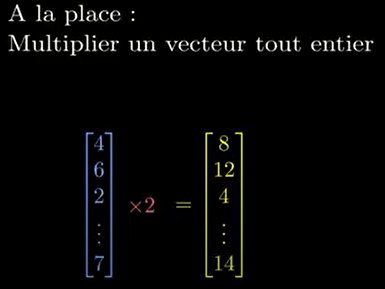 A la place :
Multiplier un vecteur tout entier
4 8
6 12
2 ×2 = 4
⋮ ⋮
7 14